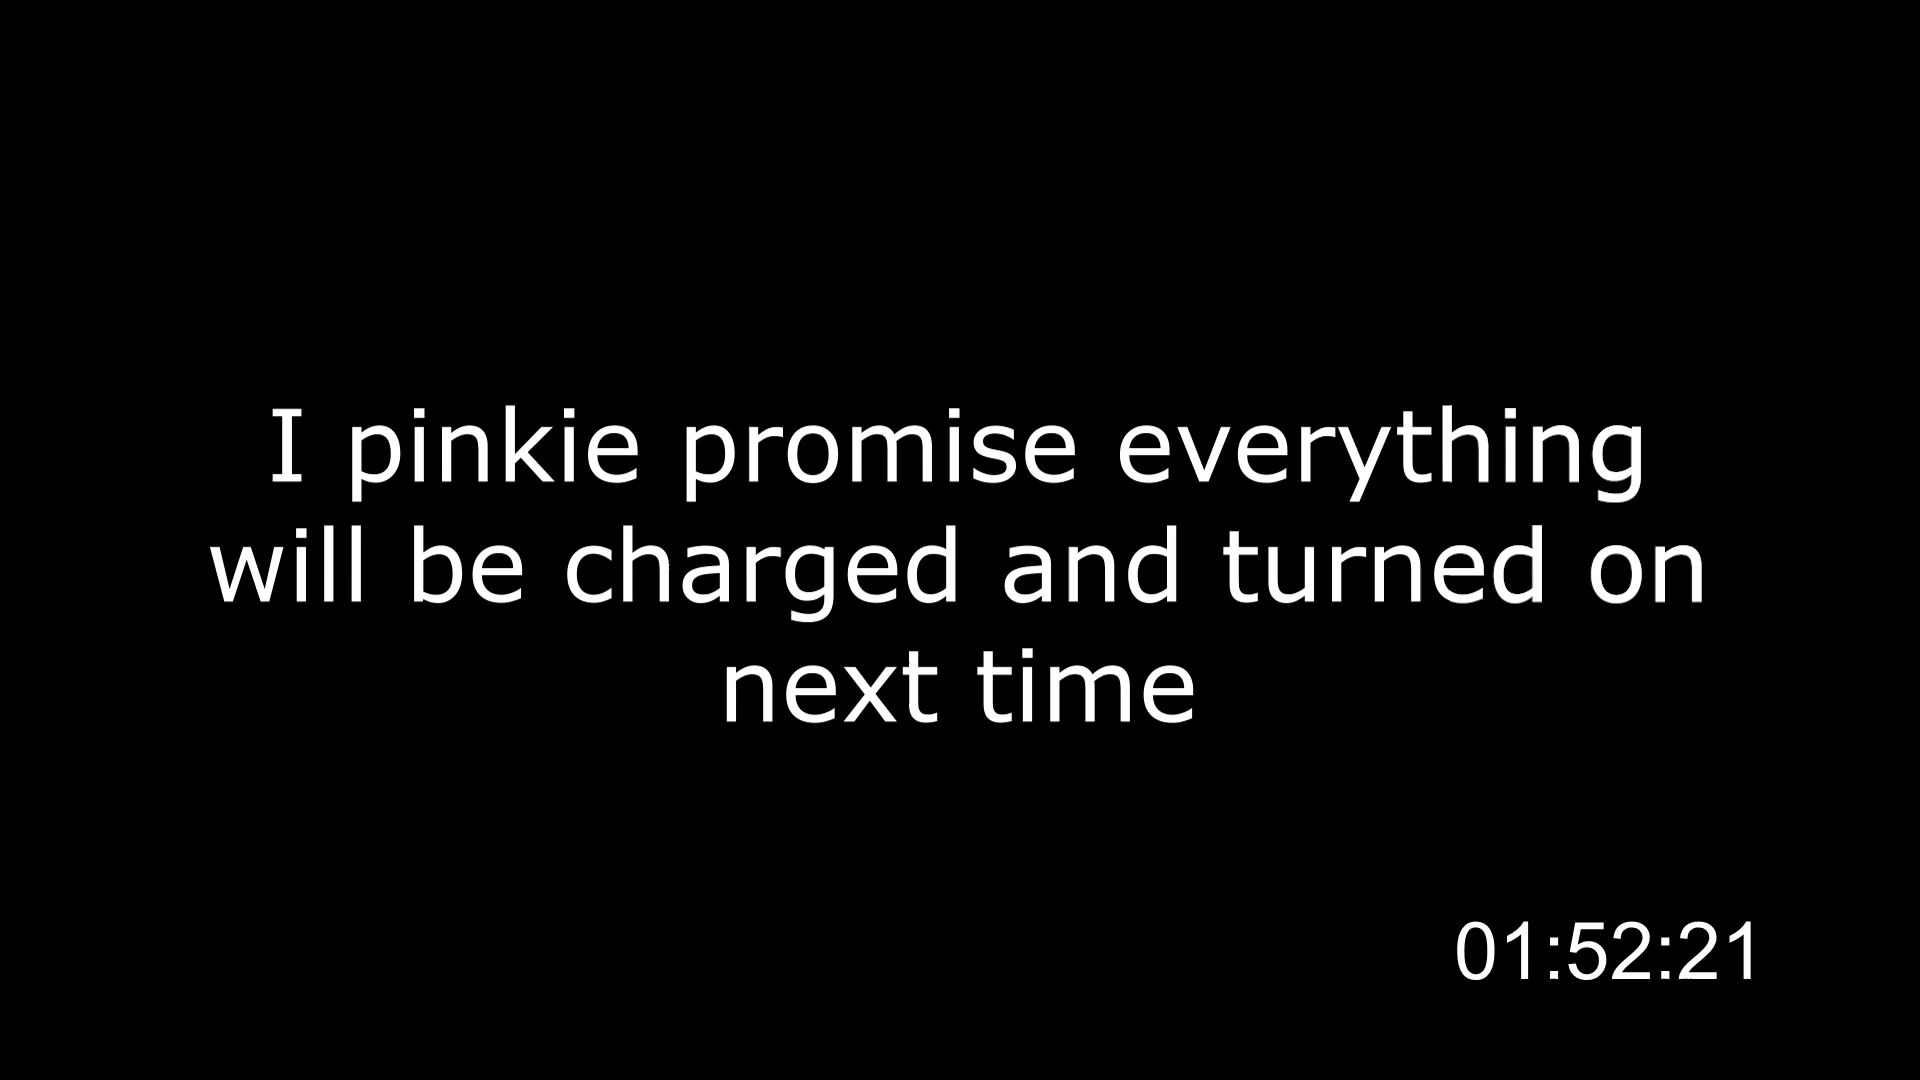 I pinkie promise everything
will be charged and turned on
next time
01:52:21